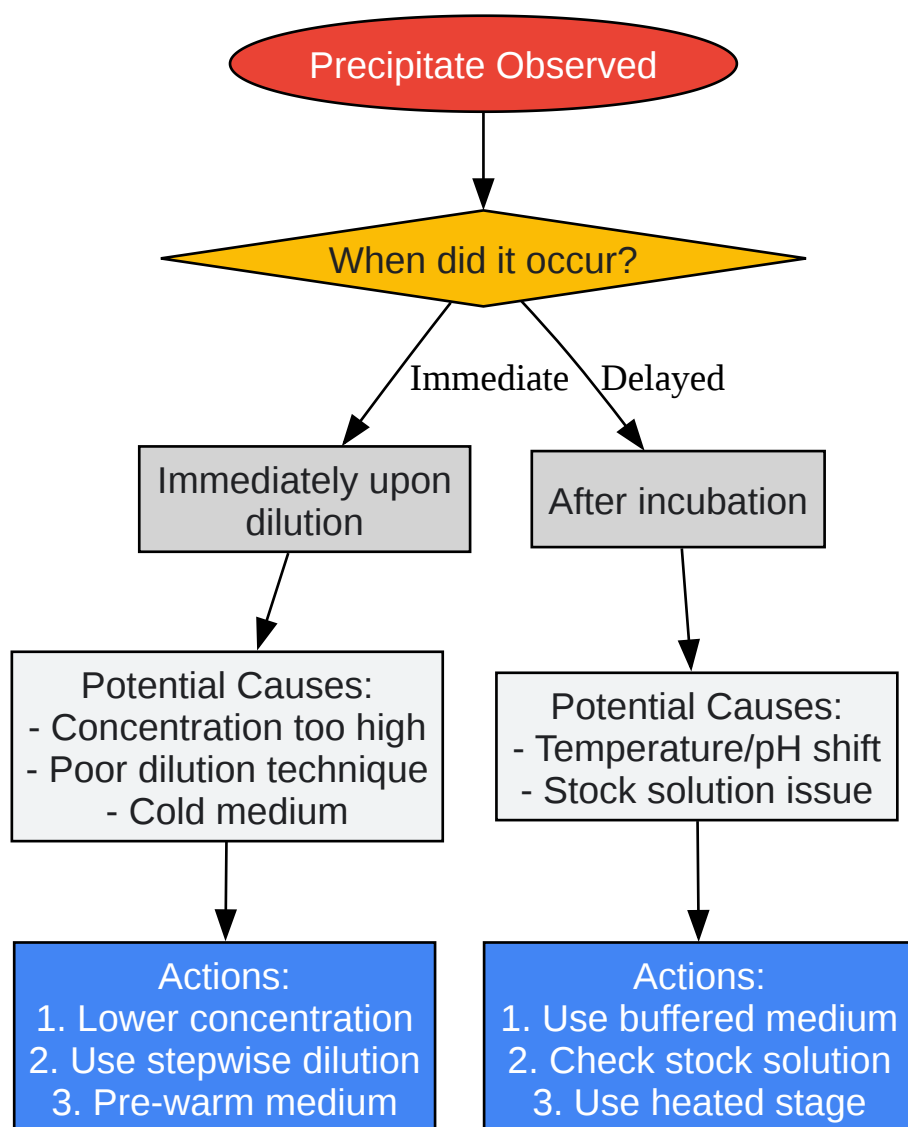 Precipitate Observed
When did it occur?
Immediate
Delayed
Immediately upon
dilution
After incubation
Potential Causes:
- Concentration too high
- Poor dilution technique
- Cold medium
Potential Causes:
- Temperature/pH shift
- Stock solution issue
Actions:
1. Lower concentration
2. Use stepwise dilution
3. Pre-warm medium
Actions:
1. Use buffered medium
2. Check stock solution
3. Use heated stage